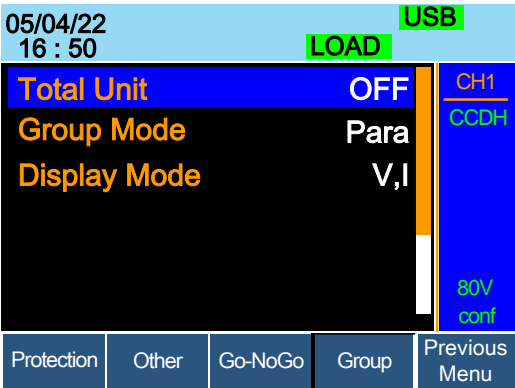 05/04/22
16 : 50
USB
LOAD
Total Unit OFF
Group Mode Para
Display Mode V,I
CH1
CCDH
80V
conf
Protection
Other
Go-NoGo
Group
Previous
Menu